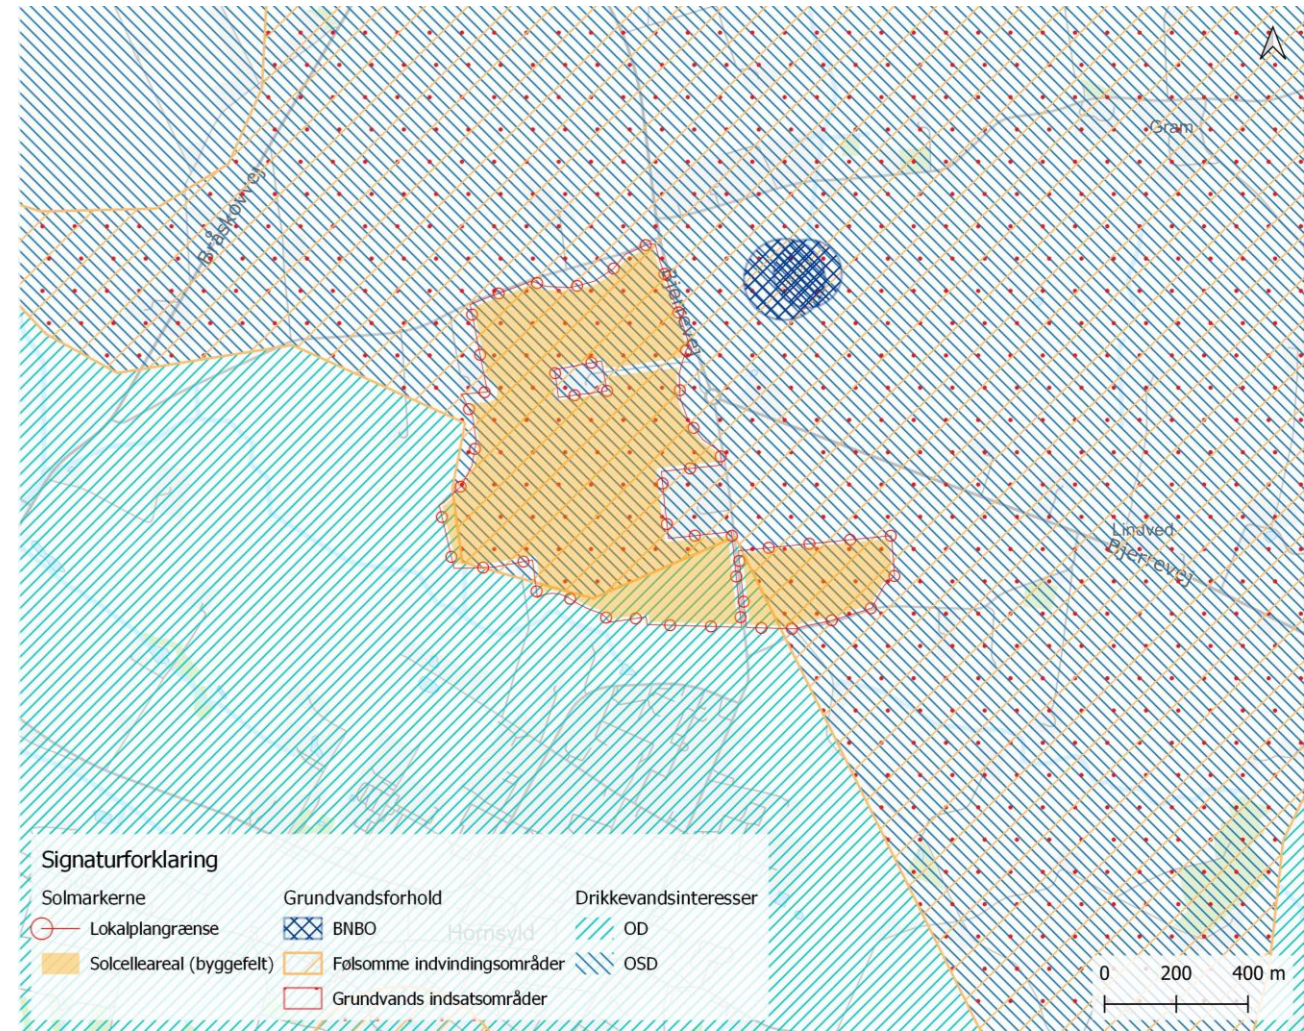 Gram
Bråskovvej
Bjerrevej
Lindved
Bjerrevej
Signaturforklaring
Solmarkerne
Grundvandsforhold
Drikkevandsinteresser
Lokalplangrænse
BNBO
OD
Hornsyld
Solcelleareal (byggefelt)
Følsomme indvindingsområder
OSD
Grundvands indsatsområder
0 200 400 m